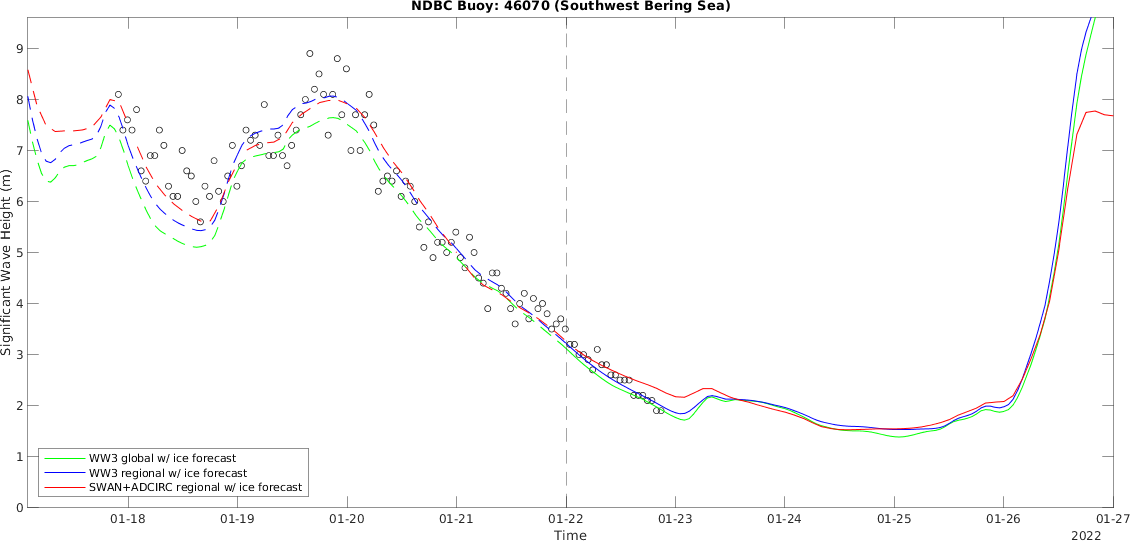 NDBC Buoy: 46070 (Southwest Bering Sea)
Significant Wave Height (m)
9
8
7
6
5
4
3
2
1
0
WW3 global w/ ice forecast
WW3 regional w/ ice forecast
SWAN+ADCIRC regional w/ ice forecast
01-18 01-19 01-20 01-21 01-22 01-23 01-24 01-25 01-26 01-27
Time
2022